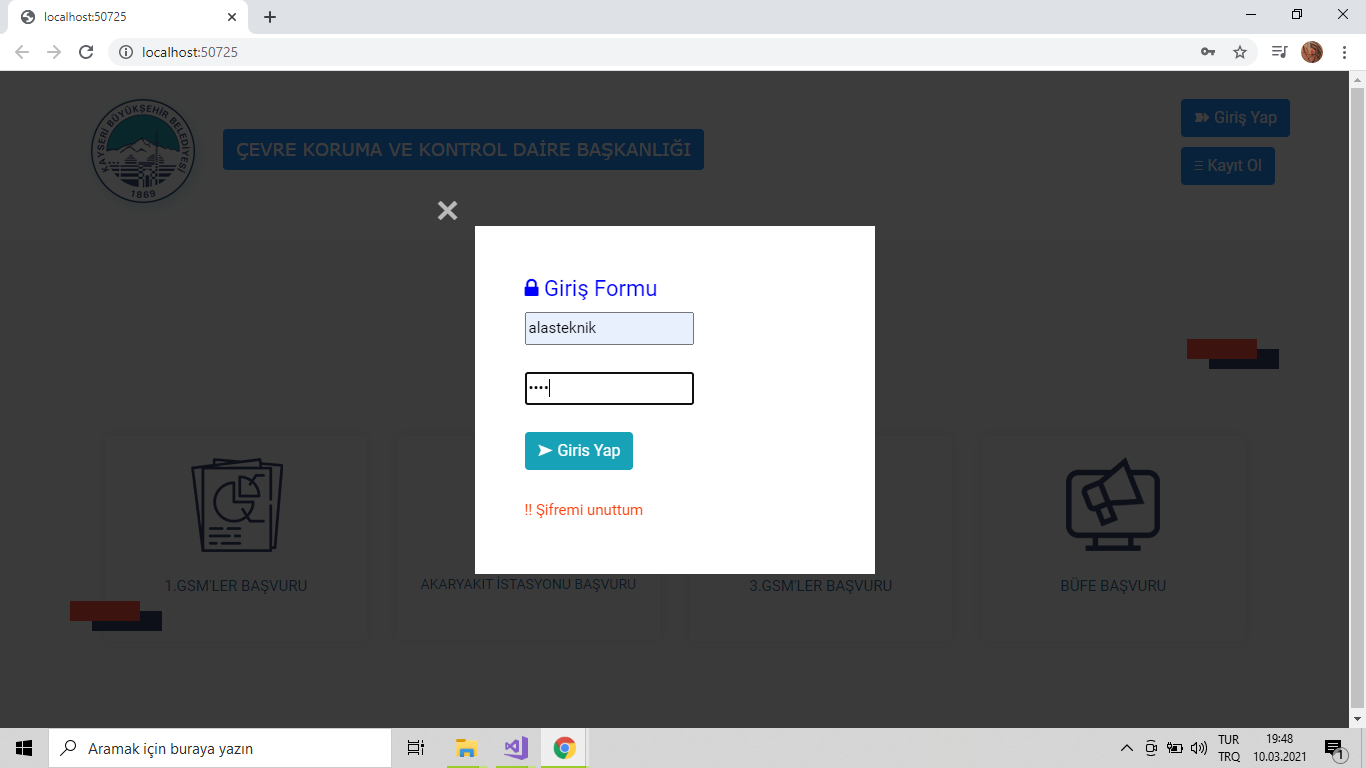 localhost:50725
localhost:50725
KAYSERİ BÜYÜKŞEHİR BELEDİYESİ
1869
ÇEVRE KORUMA VE KONTROL DAİRE BAŞKANLIĞI
Giriş Yap
Kayıt Ol
Giriş Formu
alasteknik
••••
Giris Yap
!! Şifremi unuttum
1.GSM'LER BAŞVURU
AKARYAKIT İSTASYONU BAŞVURU
3.GSM'LER BAŞVURU
BÜFE BAŞVURU
Aramak için buraya yazın
TUR
TRQ
19:48
10.03.2021
1